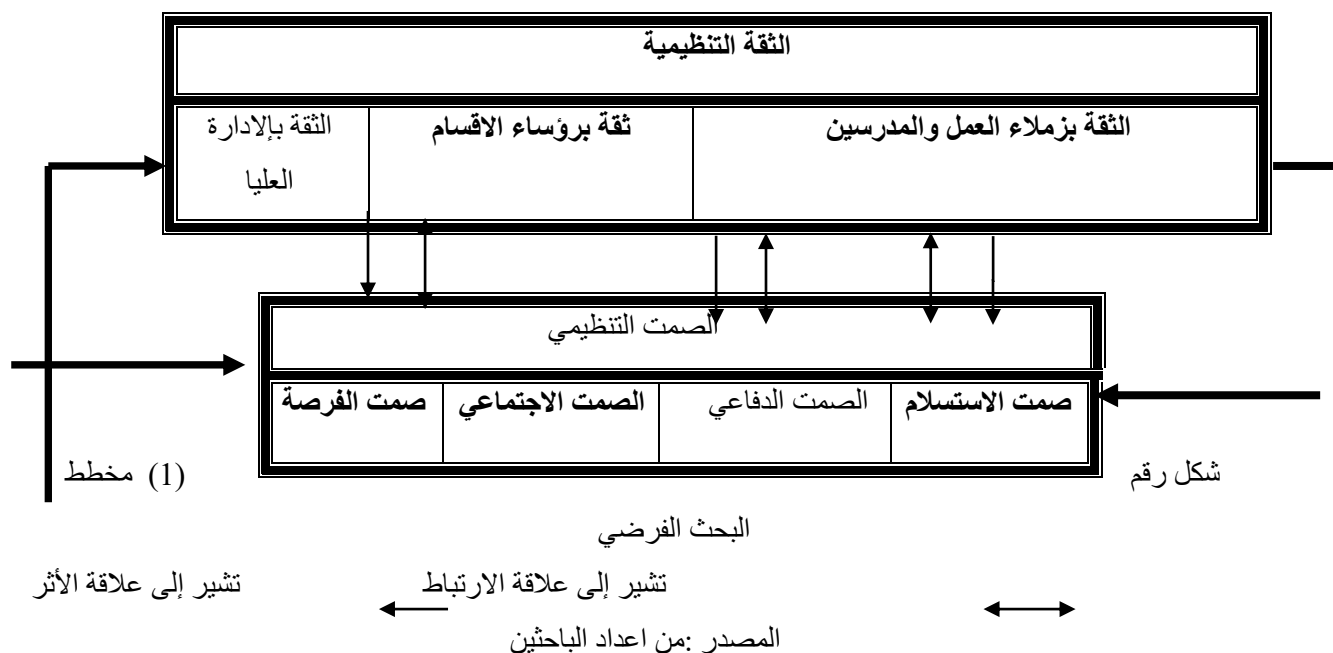 الثقة التنظيمية
الثقة بزملاء العمل والمدرسين
ثقة برؤساء الاقسام
الثقة بإلادارة
العليا
الصمت التنظيمي
صمت الاستسلام
الصمت الدفاعي
الصمت الاجتماعي
صمت الفرصة
شكل رقم (1) مخطط
البحث الفرضي
تشير إلى علاقة الارتباط تشير إلى علاقة الأثر
المصدر :من اعداد الباحثين